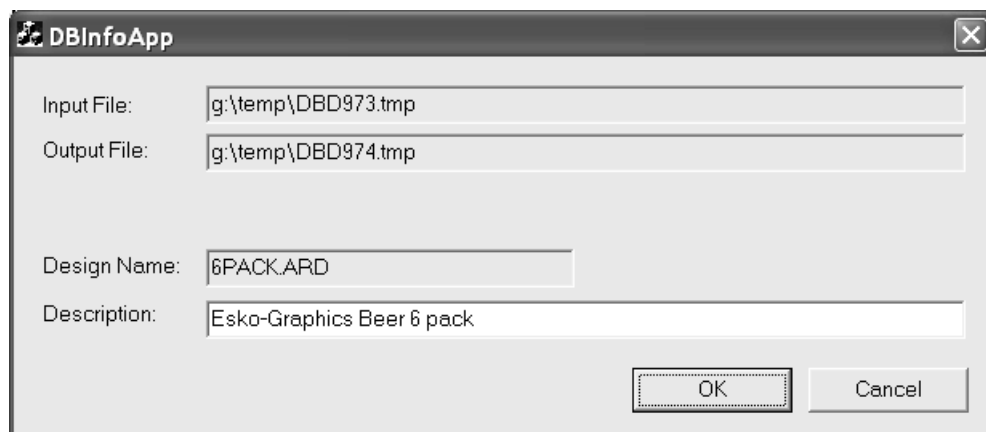 DBInfoApp
Input File: g:\temp\DBD973.tmp
Output File: g:\temp\DBD974.tmp
Design Name: 6PACK.ARD
Description: Esko-Graphics Beer 6 pack
OK Cancel